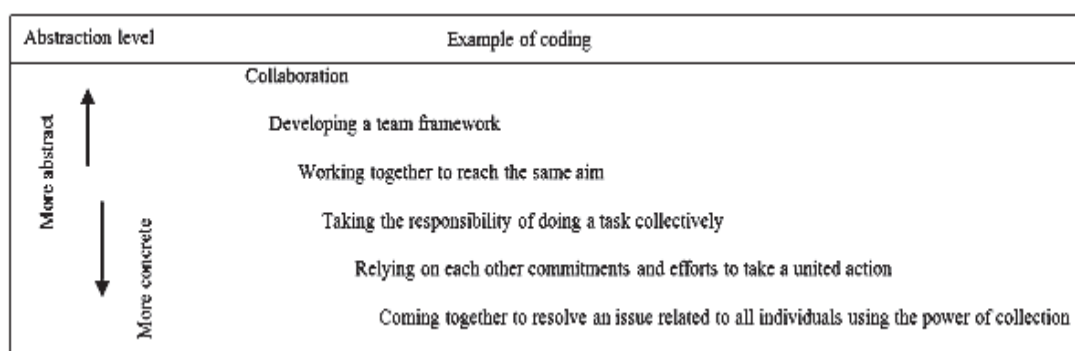 Abstraction level Example of coding
Collaboration
Developing a team framework
Working together to reach the same aim
Taking the responsibility of doing a task collectively
Relying on each other commitments and efforts to take a united action
Coming together to resolve an issue related to all individuals using the power of collection
More abstract
More concrete